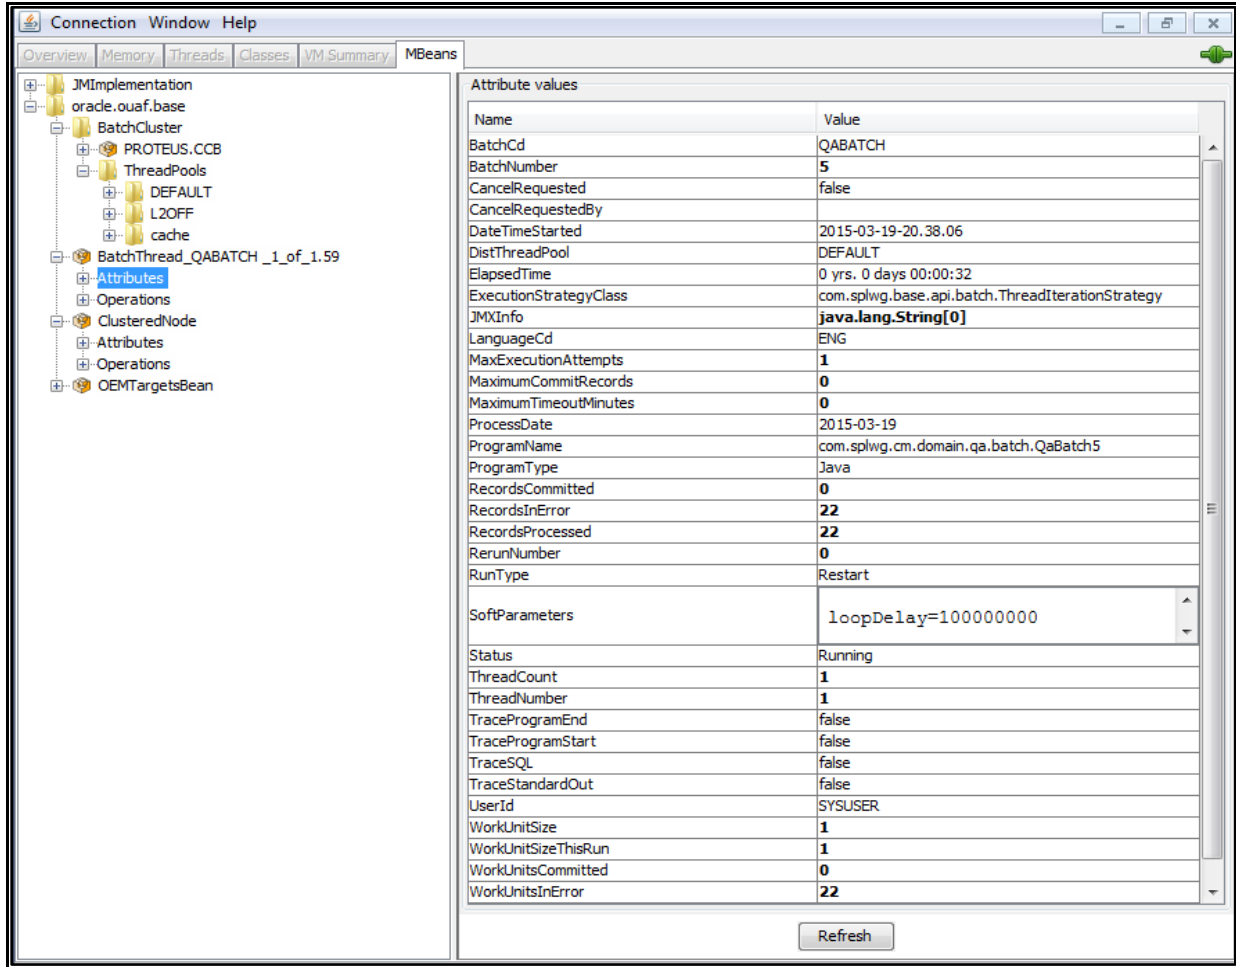 Connection Window Help
Overview Memory Threads Classes VM Summary MBeans
JMImplementation
oracle.ouaf.base
BatchCluster
PROTEUS.CCB
ThreadPools
DEFAULT
L2OFF
cache
BatchThread_QABATCH _1_of_1.59
Attributes
Operations
ClusteredNode
Attributes
Operations
OEMTargetsBean
Attribute values
Name Value
BatchCd QABATCH
BatchNumber 5
CancelRequested false
CancelRequestedBy
DateTimeStarted 2015-03-19-20.38.06
DistThreadPool DEFAULT
ElapsedTime 0 yrs. 0 days 00:00:32
ExecutionStrategyClass com.splwg.base.api.batch.ThreadIterationStrategy
JMXInfo java.lang.String[0]
LanguageCd ENG
MaxExecutionAttempts 1
MaximumCommitRecords 0
MaximumTimeoutMinutes 0
ProcessDate 2015-03-19
ProgramName com.splwg.cm.domain.qa.batch.QaBatch5
ProgramType Java
RecordsCommitted 0
RecordsInError 22
RecordsProcessed 22
RerunNumber 0
RunType Restart
SoftParameters loopDelay=100000000
Status Running
ThreadCount 1
ThreadNumber 1
TraceProgramEnd false
TraceProgramStart false
TraceSQL false
TraceStandardOut false
UserId SYSUSER
WorkUnitSize 1
WorkUnitSizeThisRun 1
WorkUnitsCommitted 0
WorkUnitsInError 22
Refresh